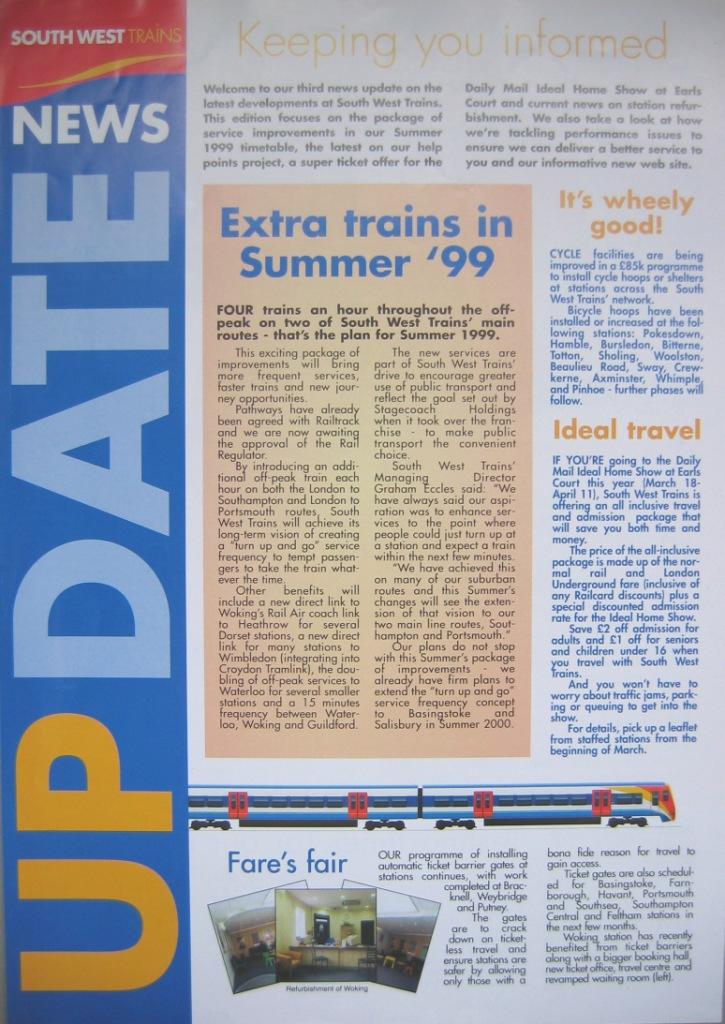 SOUTH WEST TRAINS
NEWS
UPDATE
Keeping you informed
Welcome to our third news update on the
latest developments at South West Trains.
This edition focuses on the package of
service improvements in our Summer
1999 timetable, the latest on our help
points project, a super ticket offer for the
Daily Mail Ideal Home Show at Earls
Court and current news on station refur-
bishment. We also take a look at how
we're tackling performance issues to
ensure we can deliver a better service to
you and our informative new web site.
Extra trains in
Summer '99
FOUR trains an hour throughout the off-
peak on two of South West Trains' main
routes - that's the plan for Summer 1999.
This exciting package of
improvements will bring
more frequent services,
faster trains and new jour-
ney opportunities.
Pathways have already
been agreed with Railtrack
and we are now awaiting
the approval of the Rail
Regulator.
By introducing an addi-
tional off-peak train each
hour on both the London to
Southampton and London to
Portsmouth routes, South
West Trains will achieve its
long-term vision of creating
a "turn up and go" service
frequency to tempt passen-
gers to take the train what-
ever the time.
Other benefits will
include a new direct link to
Woking's Rail Air coach link
to Heathrow for several
Dorset stations, a new direct
link for many stations to
Wimbledon (integrating into
Croydon Tramlink), the dou-
bling of off-peak services to
Waterloo for several smaller
stations and a 15 minutes
frequency between Water-
loo, Woking and Guildford.
The new services are
part of South West Trains'
drive to encourage greater
use of public transport and
reflect the goal set out by
Stagecoach Holdings
when it took over the fran-
chise - to make public
transport the convenient
choice.
South West Trains'
Managing Director
Graham Eccles said: "We
have always said our aspi-
ration was to enhance ser-
vices to the point where
people could just turn up at
a station and expect a train
within the next few minutes.
"We have achieved this
on many of our suburban
routes and this Summer's
changes will see the exten-
sion of that vision to our
two main line routes, Sout-
hampton and Portsmouth."
Our plans do not stop
with this Summer's package
of improvements - we
already have firm plans to
extend the "turn up and go"
service frequency concept
to Basingstoke and
Salisbury in Summer 2000.
It's wheely
good!
CYCLE facilities are being
improved in a £85k programme
to install cycle hoops or shelters
at stations across the South
West Trains' network.
Bicycle hoops have been
installed or increased at the fol-
lowing stations: Pokesdown,
Hamble, Bursledon, Bitterne,
Totton, Sholing, Woolston,
Beaulieu Road, Sway, Crew-
kerne, Axminster, Whimple
and Pinhoe - further phases will
follow.
Ideal travel
IF YOU'RE going to the Daily
Mail Ideal Home Show at Earls
Court this year (March 18-
April 11), South West Trains is
offering an all inclusive travel
and admission package that
will save you both time and
money.
The price of the all-inclusive
package is made up of the nor-
mal rail and London
Underground fare (inclusive of
any Railcard discounts) plus a
special discounted admission
rate for the Ideal Home Show.
Save £2 off admission for
adults and £1 off for seniors
and children under 16 when
you travel with South West
Trains.
And you won't have to
worry about traffic jams, park-
ing or queuing to get into the
show.
For details, pick up a leaflet
from staffed stations from the
beginning of March.
Fare's fair
Refurbishment of Woking
OUR programme of installing
automatic ticket barrier gates at
stations continues, with work
completed at Brac-
knell, Weybridge
and Putney.
The gates
are to crack
down on ticket-
less travel and
ensure stations are
safer by allowing
only those with a
bona fide reason for travel to
gain access.
Ticket gates are also schedul-
ed for Basingstoke, Farn-
borough, Havant, Portsmouth
and Southsea, Southampton
Central and Feltham stations in
the next few months.
Woking station has recently
benefited from ticket barriers
along with a bigger booking hall,
new ticket office, travel centre and
revamped waiting room (left).